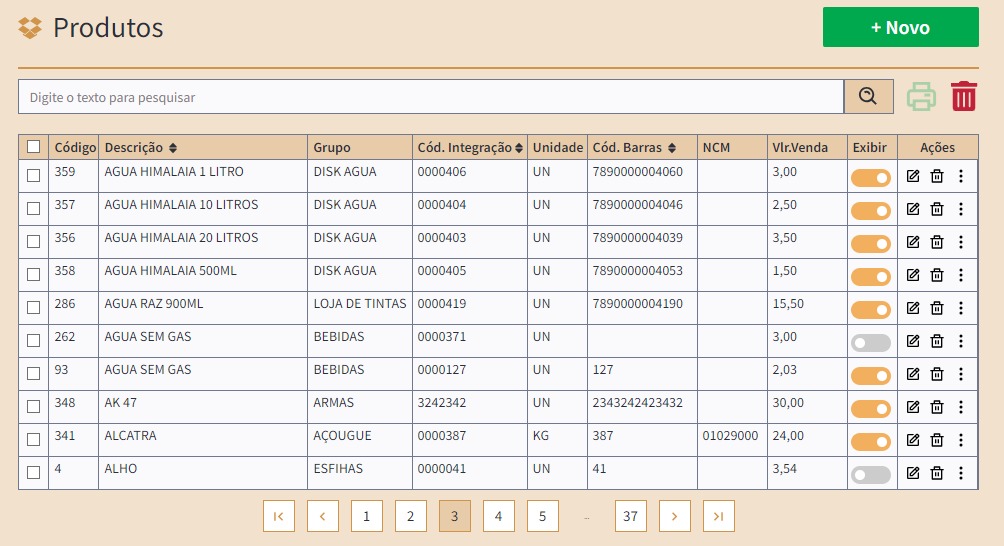 Produtos
+ Novo
Digite o texto para pesquisar
Código Descrição Grupo Cód. Integração Unidade Cód. Barras NCM Vlr.Venda Exibir Ações
359 AGUA HIMALAIA 1 LITRO DISK AGUA 0000406 UN 7890000004060 3,00
357 AGUA HIMALAIA 10 LITROS DISK AGUA 0000404 UN 7890000004046 2,50
356 AGUA HIMALAIA 20 LITROS DISK AGUA 0000403 UN 7890000004039 3,50
358 AGUA HIMALAIA 500ML DISK AGUA 0000405 UN 7890000004053 1,50
286 AGUA RAZ 900ML LOJA DE TINTAS 0000419 UN 7890000004190 15,50
262 AGUA SEM GAS BEBIDAS 0000371 UN 3,00
93 AGUA SEM GAS BEBIDAS 0000127 UN 127 2,03
348 AK 47 ARMAS 3242342 UN 2343242423432 30,00
341 ALCATRA AÇOUGUE 0000387 KG 387 01029000 24,00
4 ALHO ESFIHAS 0000041 UN 41 3,54
1 2 3 4 5 ... 37